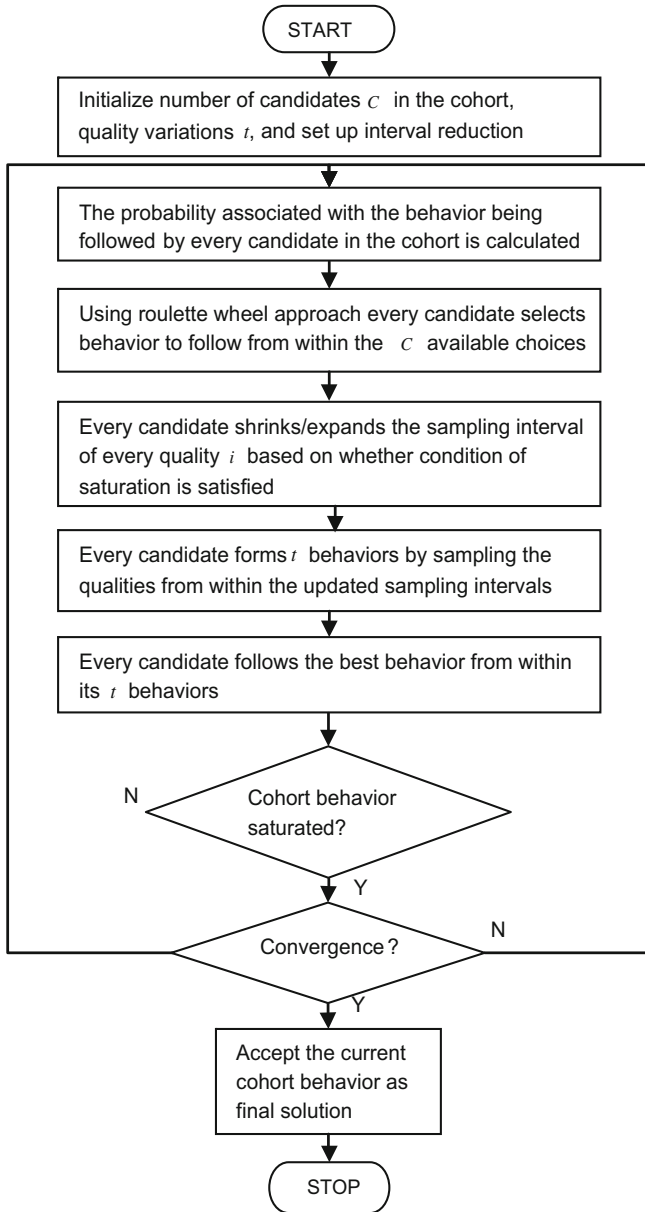 START
Initialize number of candidates C in the cohort,
quality variations t, and set up interval reduction
The probability associated with the behavior being
followed by every candidate in the cohort is calculated
Using roulette wheel approach every candidate selects
behavior to follow from within the C available choices
Every candidate shrinks/expands the sampling interval
of every quality i based on whether condition of
saturation is satisfied
Every candidate forms t behaviors by sampling the
qualities from within the updated sampling intervals
Every candidate follows the best behavior from within
its t behaviors
N
Cohort behavior
saturated?
Y
N
Convergence?
Y
Accept the current
cohort behavior as
final solution
STOP